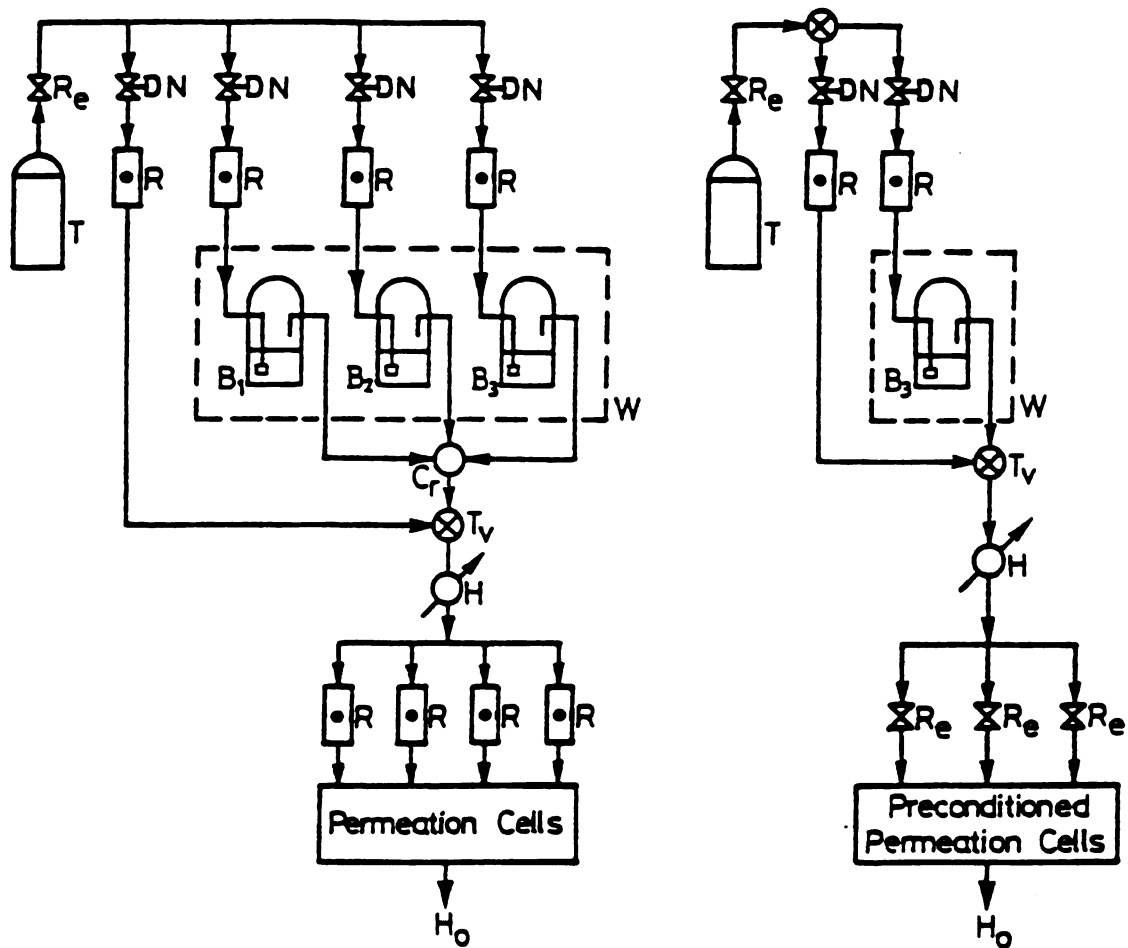 Re DN DN DN DN Re DN DN
R R R R T R R T
B1 B2 B3 W B3 W
Cr Tv
Tv
H H
R R R R Re Re Re
Permeation Cells
Preconditioned
Permeation Cells
Ho Ho